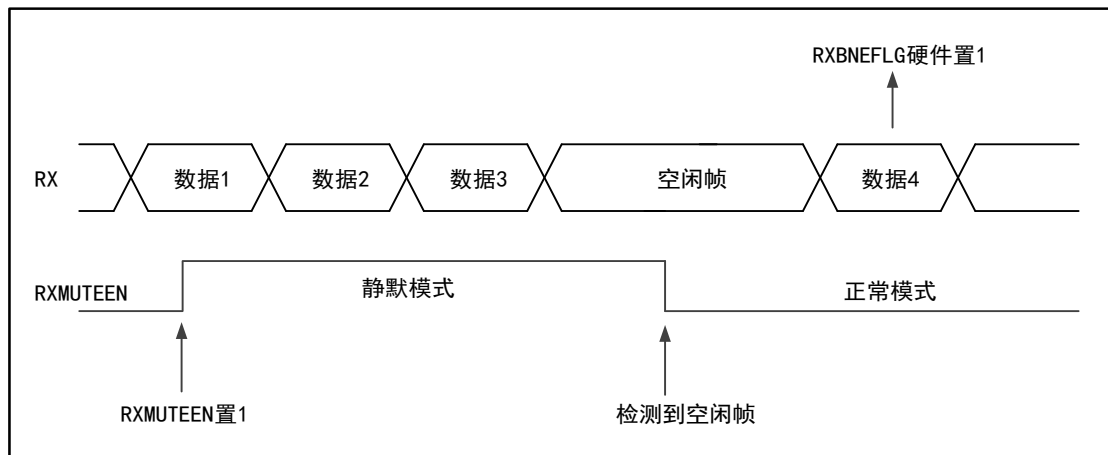 RXBNEFLG硬件置1
RX
数据1
数据2
数据3
空闲帧
数据4
RXMUTEEN
静默模式
正常模式
RXMUTEEN置1
检测到空闲帧